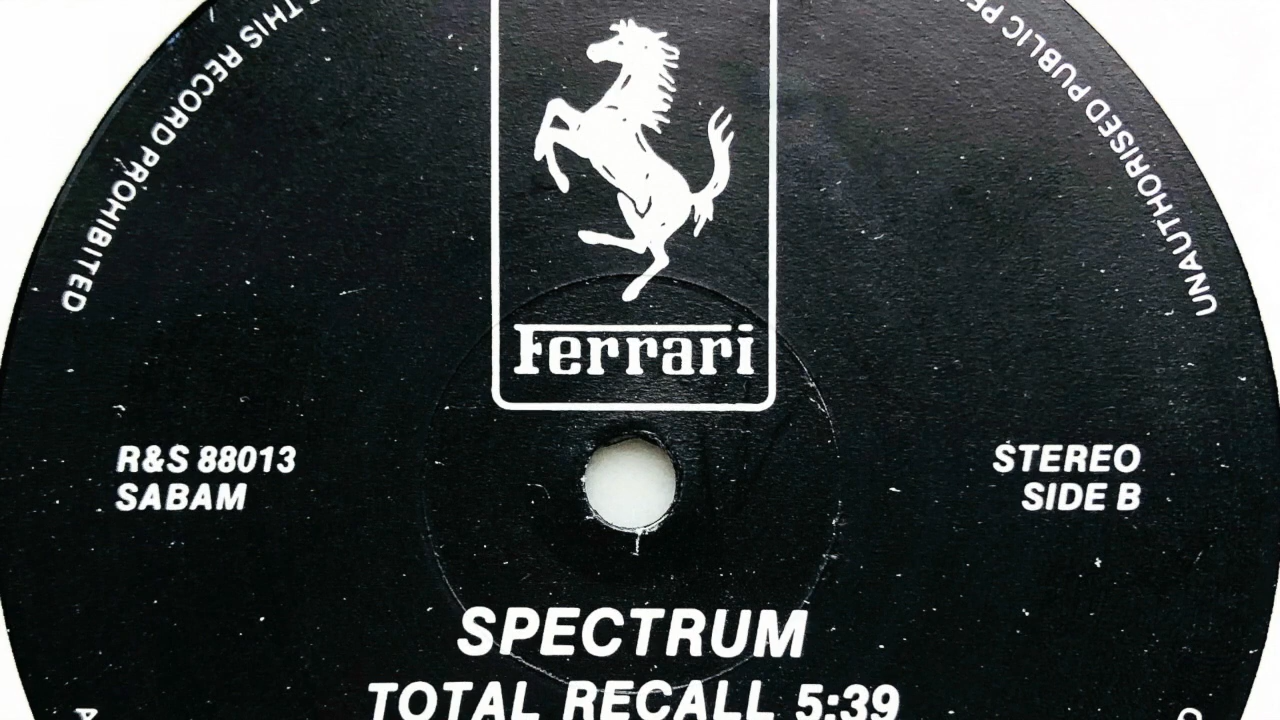 THIS RECORD PROHIBITED
UNAUTHORISED PUBLIC
Ferrari
R&S 88013
SABAM
STEREO
SIDE B
SPECTRUM
TOTAL RECALL 5:39